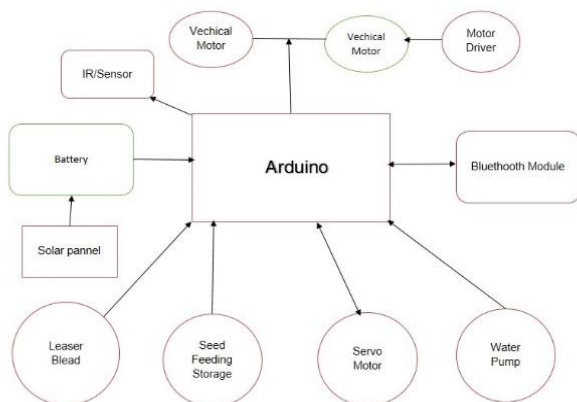 Vechical
Motor
Vechical
Motor
Motor
Driver
IR/Sensor
Battery
Arduino
Bluethooth Module
Solar pannel
Leaser
Blead
Seed
Feeding
Storage
Servo
Motor
Water
Pump